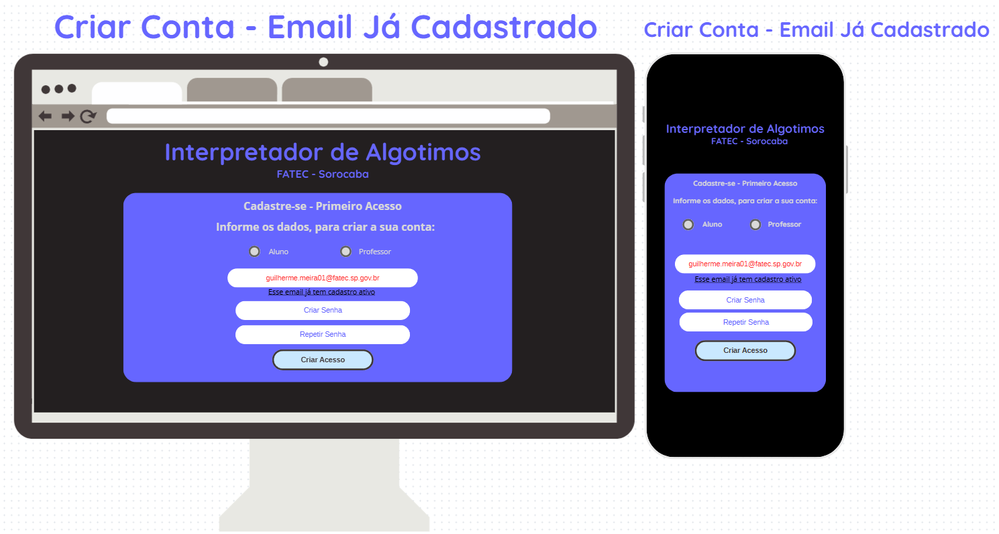 Criar Conta - Email Já Cadastrado
Interpretador de Algotimos
FATEC - Sorocaba
Cadastre-se - Primeiro Acesso
Informe os dados, para criar a sua conta:
Aluno Professor
guilherme.meira01@fatec.sp.gov.br
Esse email já tem cadastro ativo
Criar Senha
Repetir Senha
Criar Acesso
Criar Conta - Email Já Cadastrado
Interpretador de Algotimos
FATEC - Sorocaba
Cadastre-se - Primeiro Acesso
Informe os dados, para criar a sua conta:
Aluno Professor
guilherme.meira01@fatec.sp.gov.br
Esse email já tem cadastro ativo
Criar Senha
Repetir Senha
Criar Acesso